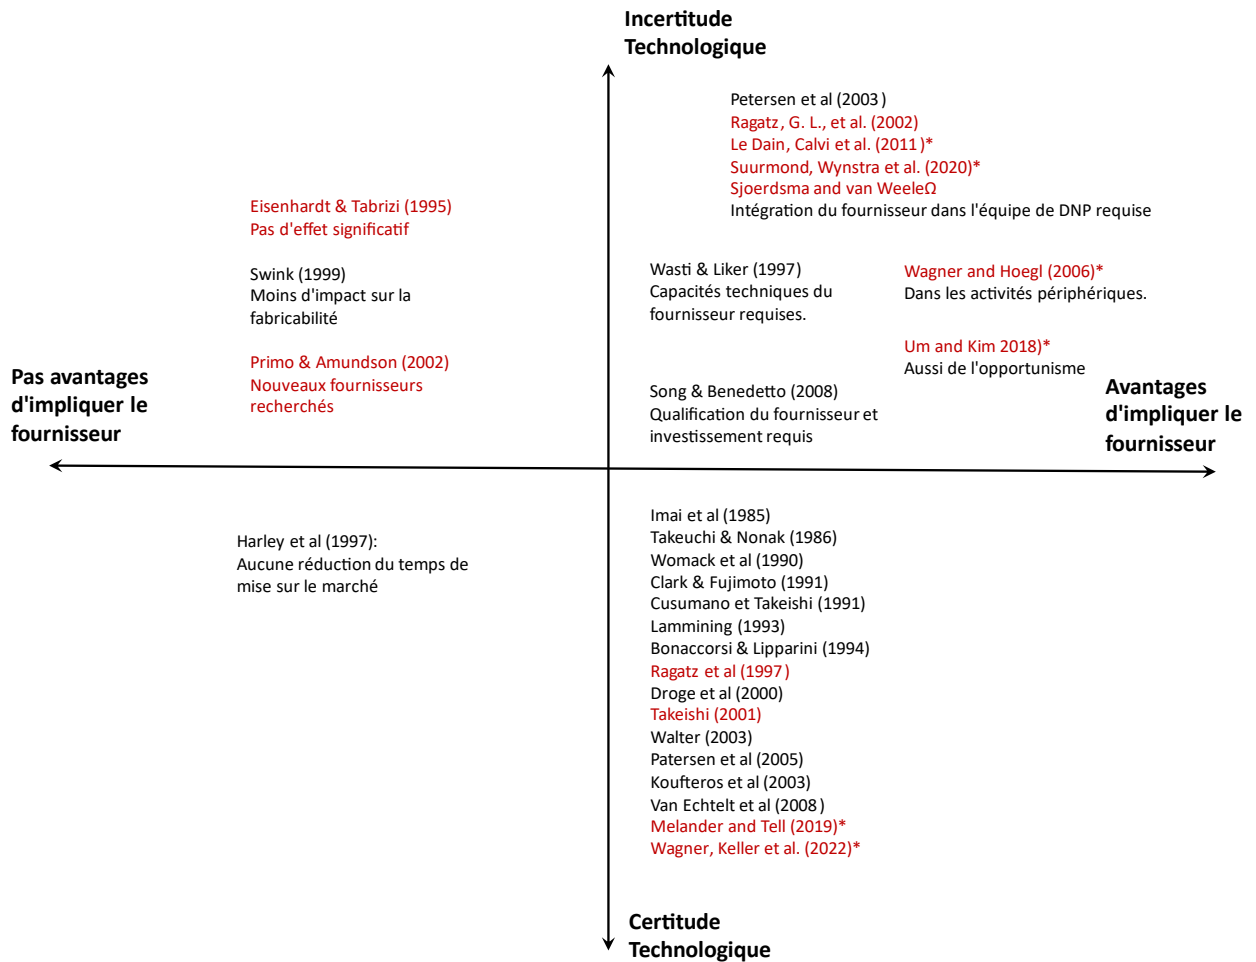 Incertitude
Technologique
Petersen et al (2003)
Ragatz, G. L., et al. (2002)
Le Dain, Calvi et al. (2011)*
Suurmond, Wynstra et al. (2020)*
Sjoerdsma and van WeeleΩ
Intégration du fournisseur dans l'équipe de DNP requise
Eisenhardt & Tabrizi (1995)
Pas d'effet significatif
Swink (1999)
Moins d'impact sur la
fabricabilité
Primo & Amundson (2002)
Nouveaux fournisseurs
recherchés
Wasti & Liker (1997)
Capacités techniques du
fournisseur requises.
Wagner and Hoegl (2006)*
Dans les activités périphériques.
Um and Kim 2018)*
Aussi de l'opportunisme
Song & Benedetto (2008)
Qualification du fournisseur et
investissement requis
Pas avantages
d'impliquer le
fournisseur
Avantages
d'impliquer le
fournisseur
Harley et al (1997):
Aucune réduction du temps de
mise sur le marché
Imai et al (1985)
Takeuchi & Nonak (1986)
Womack et al (1990)
Clark & Fujimoto (1991)
Cusumano et Takeishi (1991)
Lammining (1993)
Bonaccorsi & Lipparini (1994)
Ragatz et al (1997)
Droge et al (2000)
Takeishi (2001)
Walter (2003)
Patersen et al (2005)
Koufteros et al (2003)
Van Echtelt et al (2008)
Melander and Tell (2019)*
Wagner, Keller et al. (2022)*
Certitude
Technologique